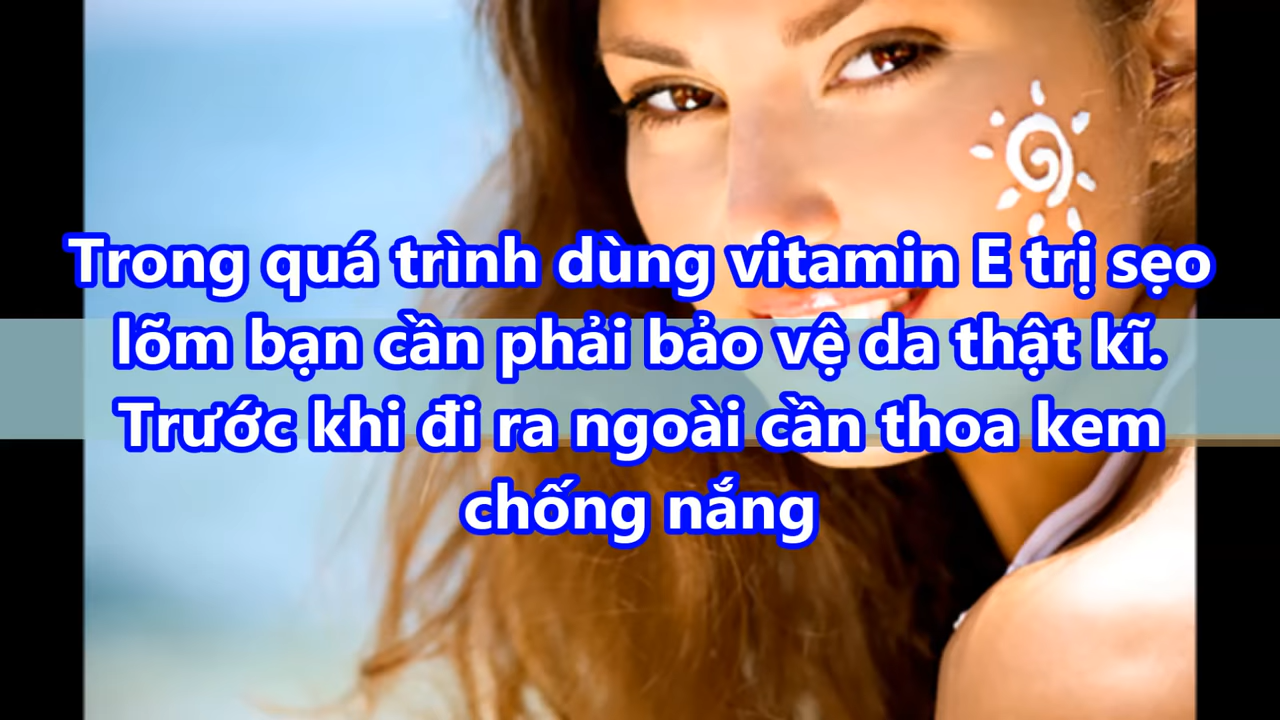 Trong quá trình dùng vitamin E trị sẹo
lõm bạn cần phải bảo vệ da thật kĩ.
Trước khi đi ra ngoài cần thoa kem
chống nắng